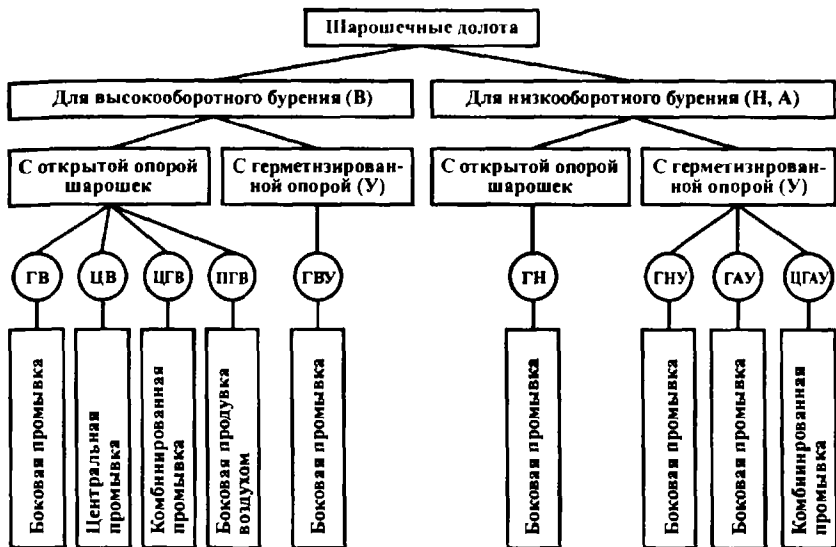 Шарошечные долота
Для высокооборотного бурения (В)
Для низкооборотного бурения (Н, А)
С открытой опорой
шарошек
С герметизирован-
ной опорой (У)
С открытой опорой
шарошек
С герметизирован-
ной опорой (У)
ГВ
ЦВ
ЦГВ
ПГВ
ГВУ
ГН
ГНУ
ГАУ
ЦГАУ
Боковая промывка
Центральная
промывка
Комбинированная
промывка
Боковая продувка
воздухом
Боковая промывка
Боковая промывка
Боковая промывка
Боковая промывка
Комбинированная
промывка